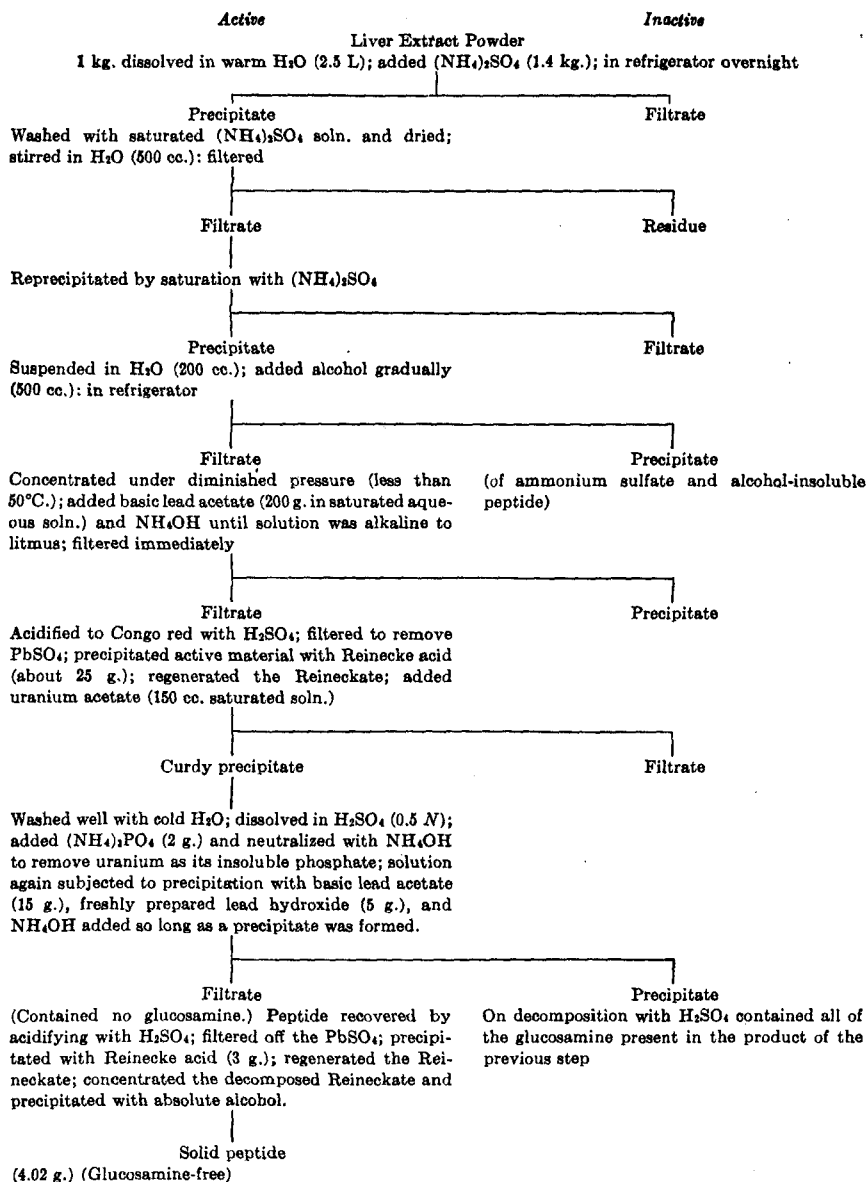 Active Inactive
Liver Extract Powder
1 kg. dissolved in warm H₂O (2.5 L); added (NH₄)₂SO₄ (1.4 kg.); in refrigerator overnight
Precipitate Filtrate
Washed with saturated (NH₄)₂SO₄ soln. and dried;
stirred in H₂O (500 cc.): filtered
Filtrate Residue
Reprecipitated by saturation with (NH₄)₂SO₄
Precipitate Filtrate
Suspended in H₂O (200 cc.); added alcohol gradually
(500 cc.): in refrigerator
Filtrate Precipitate
Concentrated under diminished pressure (less than (of ammonium sulfate and alcohol-insoluble
50°C.); added basic lead acetate (200 g. in saturated aque- peptide)
ous soln.) and NH₄OH until solution was alkaline to
litmus; filtered immediately
Filtrate Precipitate
Acidified to Congo red with H₂SO₄; filtered to remove
PbSO₄; precipitated active material with Reinecke acid
(about 25 g.); regenerated the Reineckate; added
uranium acetate (150 cc. saturated soln.)
Curdy precipitate Filtrate
Washed well with cold H₂O; dissolved in H₂SO₄ (0.5 N);
added (NH₄)₃PO₄ (2 g.) and neutralized with NH₄OH
to remove uranium as its insoluble phosphate; solution
again subjected to precipitation with basic lead acetate
(15 g.), freshly prepared lead hydroxide (5 g.), and
NH₄OH added so long as a precipitate was formed.
Filtrate Precipitate
(Contained no glucosamine.) Peptide recovered by On decomposition with H₂SO₄ contained all of
acidifying with H₂SO₄; filtered off the PbSO₄; precipi- the glucosamine present in the product of the
tated with Reinecke acid (3 g.); regenerated the Rei- previous step
neckate; concentrated the decomposed Reineckate and
precipitated with absolute alcohol.
Solid peptide
(4.02 g.) (Glucosamine-free)